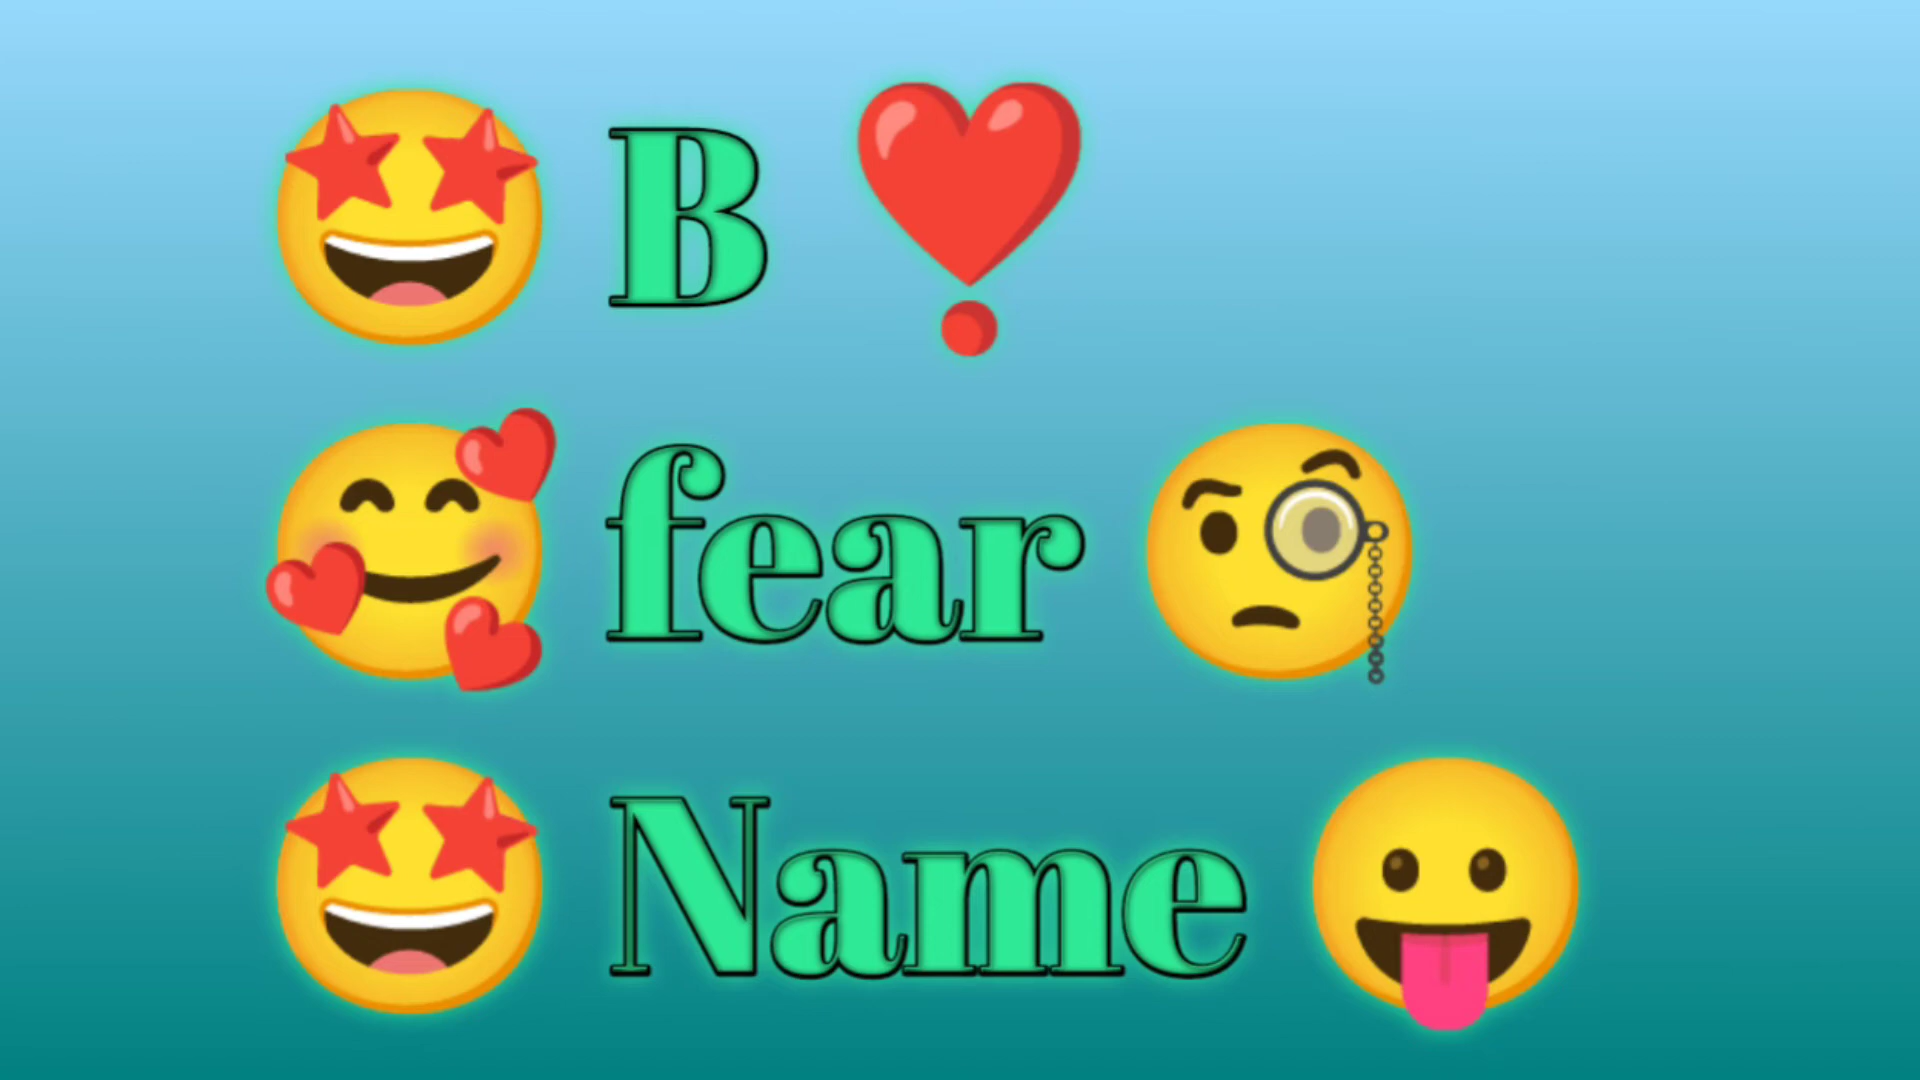 🤩 B ❣️
🥰 fear 🧐
🤩 Name 😛